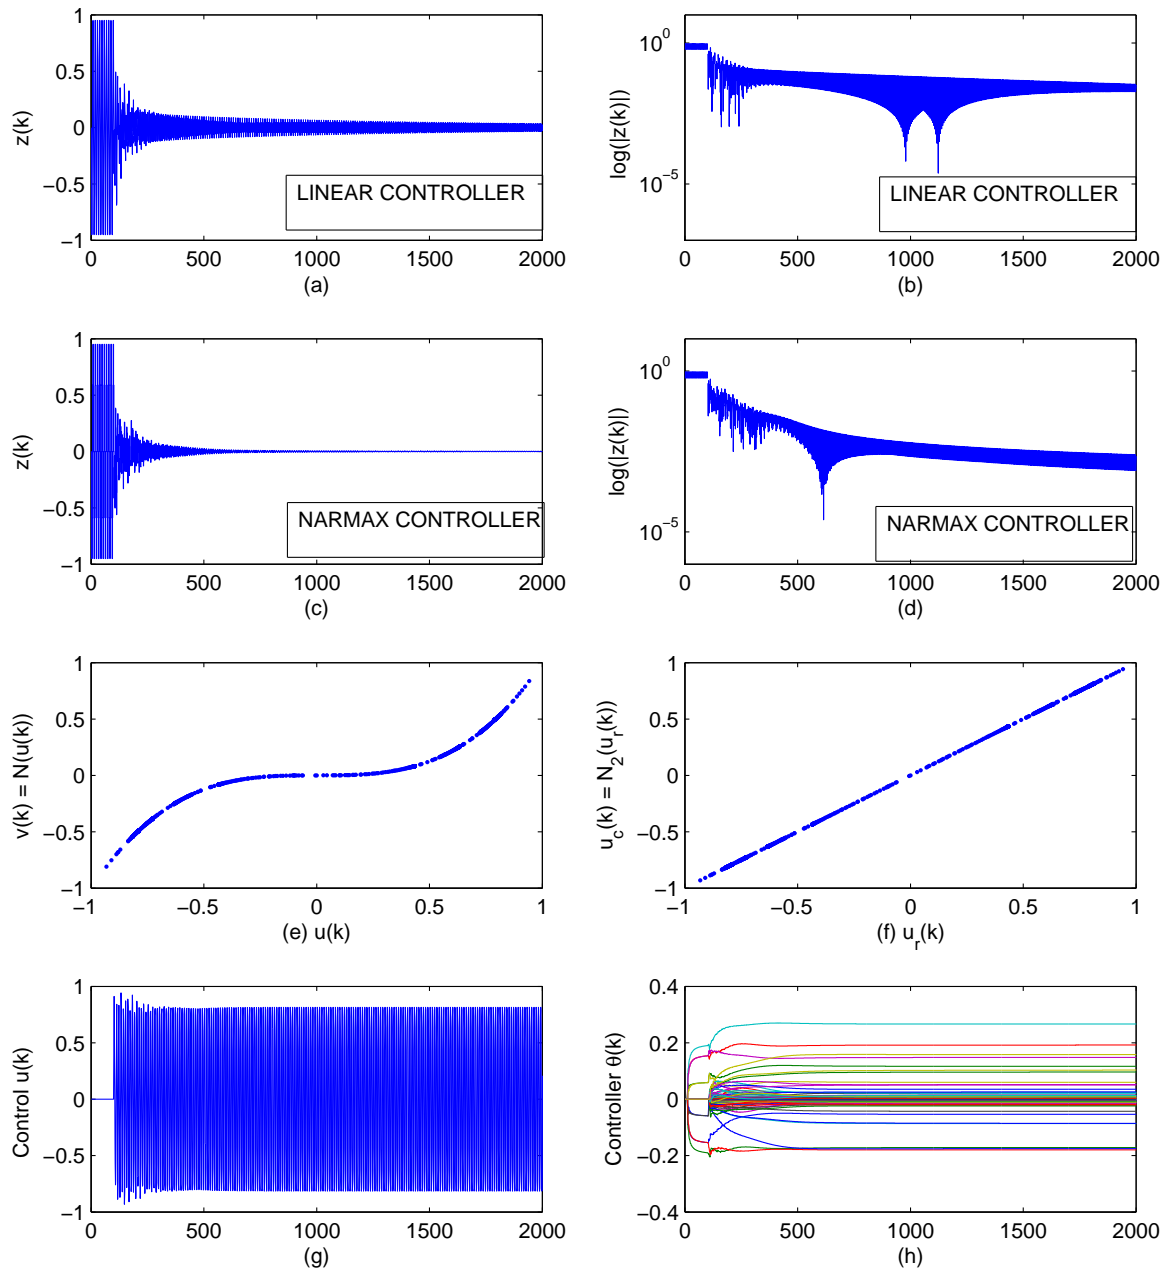 1
0.5
0
−0.5
−1
z(k)
LINEAR CONTROLLER
0 500 1000 1500 2000
(a)
10^0
10^−5
log(|z(k)|)
LINEAR CONTROLLER
0 500 1000 1500 2000
(b)
1
0.5
0
−0.5
−1
z(k)
NARMAX CONTROLLER
0 500 1000 1500 2000
(c)
10^0
10^−5
log(|z(k)|)
NARMAX CONTROLLER
0 500 1000 1500 2000
(d)
1
0.5
0
−0.5
−1
v(k) = N(u(k))
−1 −0.5 0 0.5 1
(e) u(k)
1
0.5
0
−0.5
−1
u_c(k) = N_2(u_r(k))
−1 −0.5 0 0.5 1
(f) u_r(k)
1
0.5
0
−0.5
−1
Control u(k)
0 500 1000 1500 2000
(g)
0.4
0.2
0
−0.2
−0.4
Controller θ(k)
0 500 1000 1500 2000
(h)